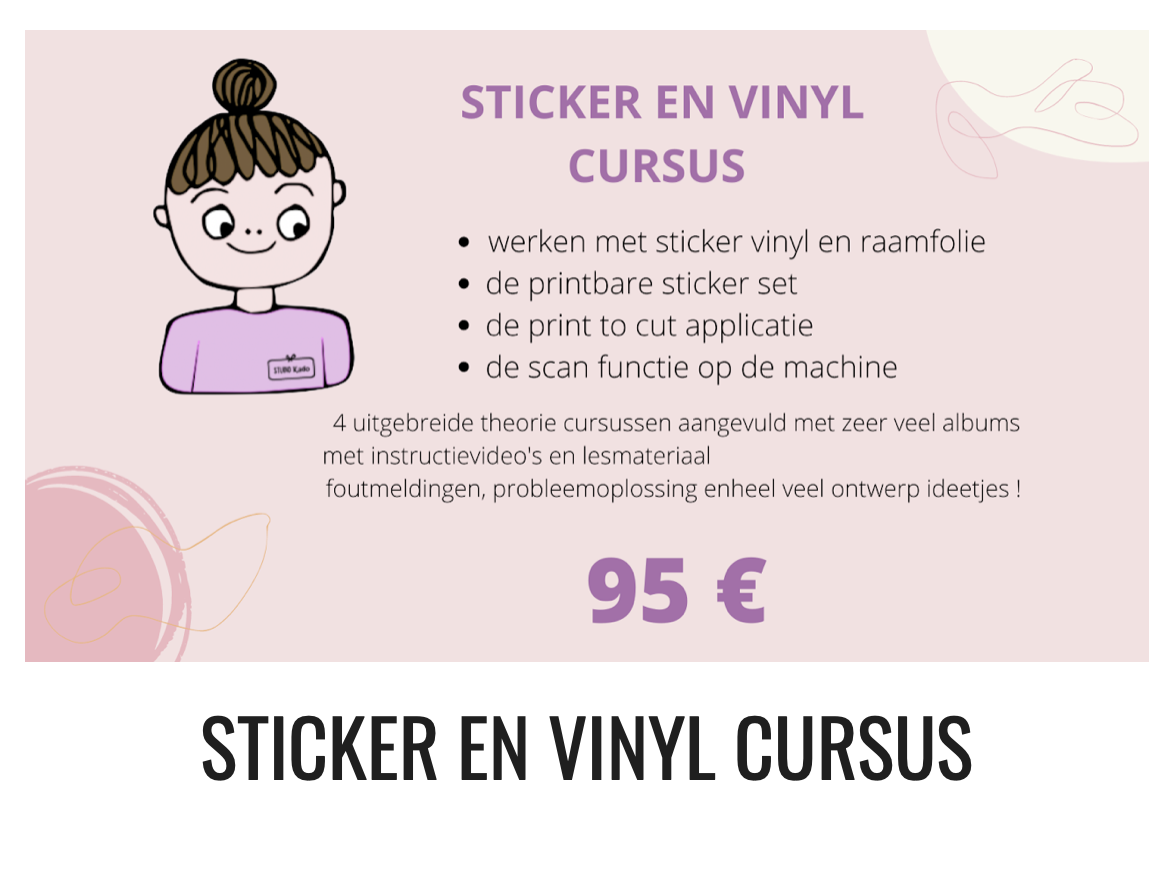 STICKER EN VINYL
CURSUS
• werken met sticker vinyl en raamfolie
• de printbare sticker set
• de print to cut applicatie
• de scan functie op de machine
STUDIO K.ado
4 uitgebreide theorie cursussen aangevuld met zeer veel albums
met instructievideo's en lesmateriaal
foutmeldingen, probleemoplossing enheel veel ontwerp ideetjes !
95 €
STICKER EN VINYL CURSUS